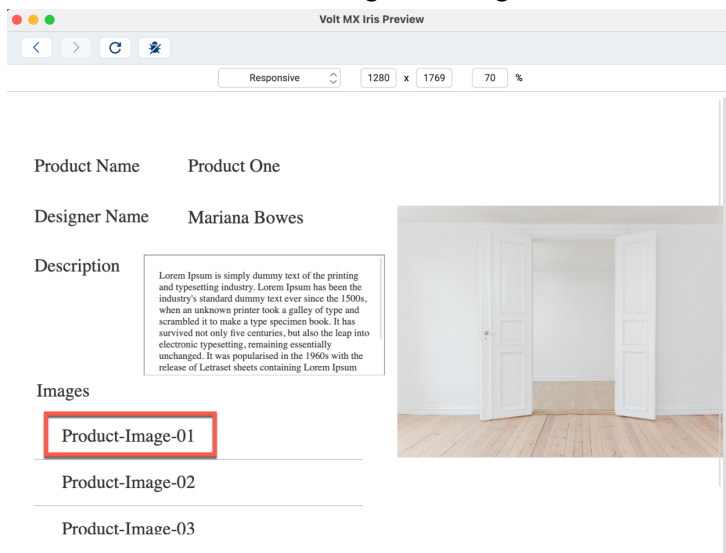 Volt MX Iris Preview
Responsive 1280 x 1769 70 %
Product Name Product One
Designer Name Mariana Bowes
Description
Lorem Ipsum is simply dummy text of the printing
and typesetting industry. Lorem Ipsum has been the
industry's standard dummy text ever since the 1500s,
when an unknown printer took a galley of type and
scrambled it to make a type specimen book. It has
survived not only five centuries, but also the leap into
electronic typesetting, remaining essentially
unchanged. It was popularised in the 1960s with the
release of Letraset sheets containing Lorem Ipsum
Images
Product-Image-01
Product-Image-02
Product-Image-03